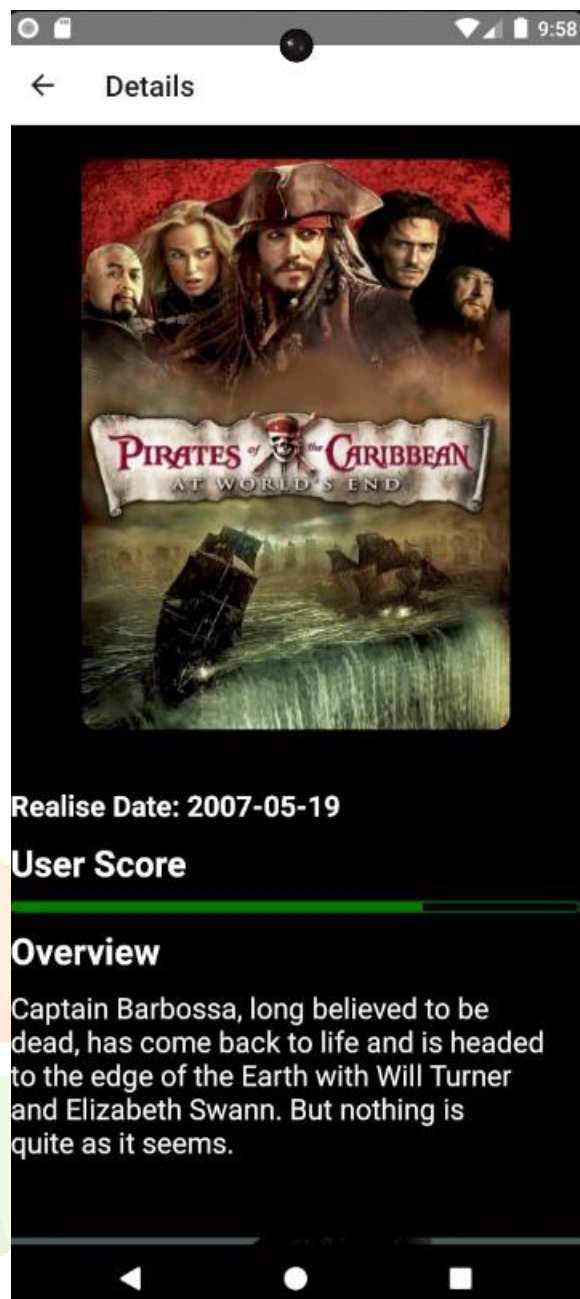 9:58
Details
PIRATES of the CARIBBEAN
AT WORLD'S END
Realise Date: 2007-05-19
User Score
Overview
Captain Barbossa, long believed to be
dead, has come back to life and is headed
to the edge of the Earth with Will Turner
and Elizabeth Swann. But nothing is
quite as it seems.